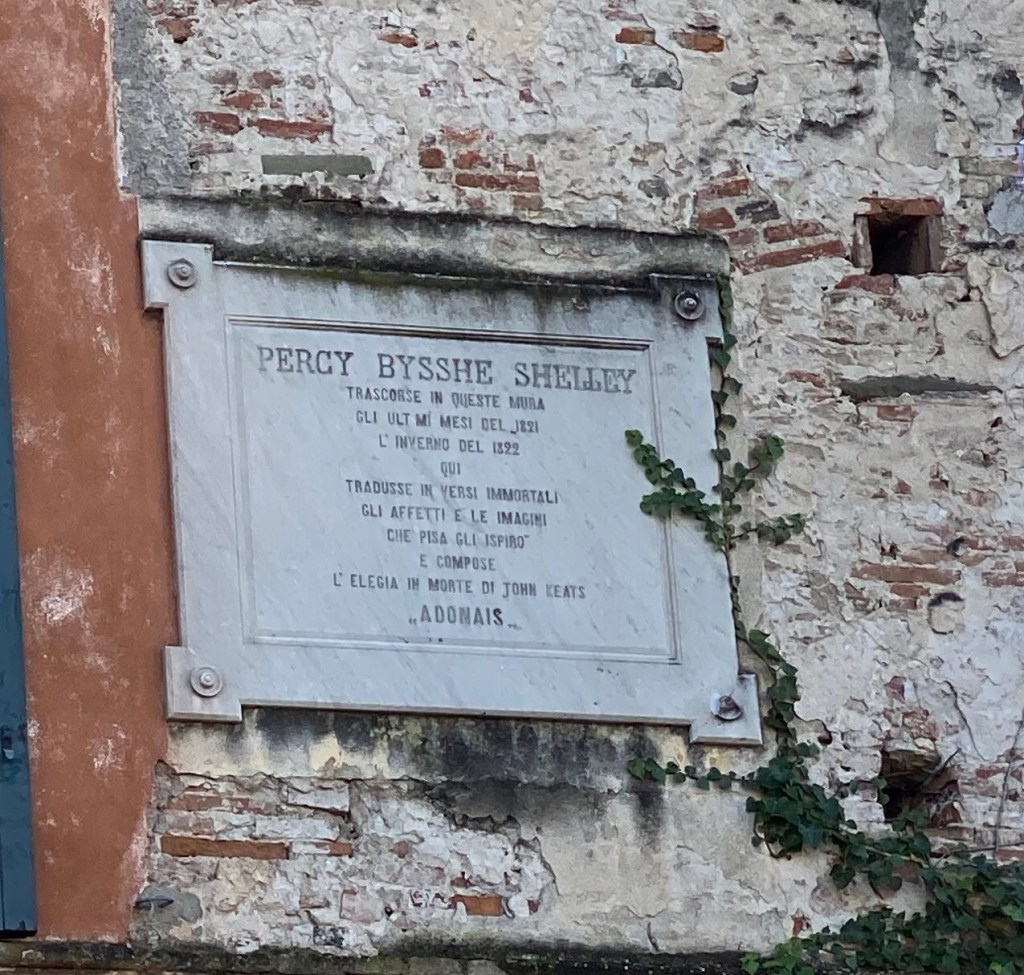 PERCY BYSSHE SHELLEY
TRASCORSE IN QUESTE MURA
GLI ULTIMI MESI DEL 1821
L' INVERNO DEL 1822
QUI
TRADUSSE IN VERSI IMMORTALI
GLI AFFETTI E LE IMAGINI
CHE PISA GLI ISPIRO'
E COMPOSE
L' ELEGIA IN MORTE DI JOHN KEATS
„ADONAIS„